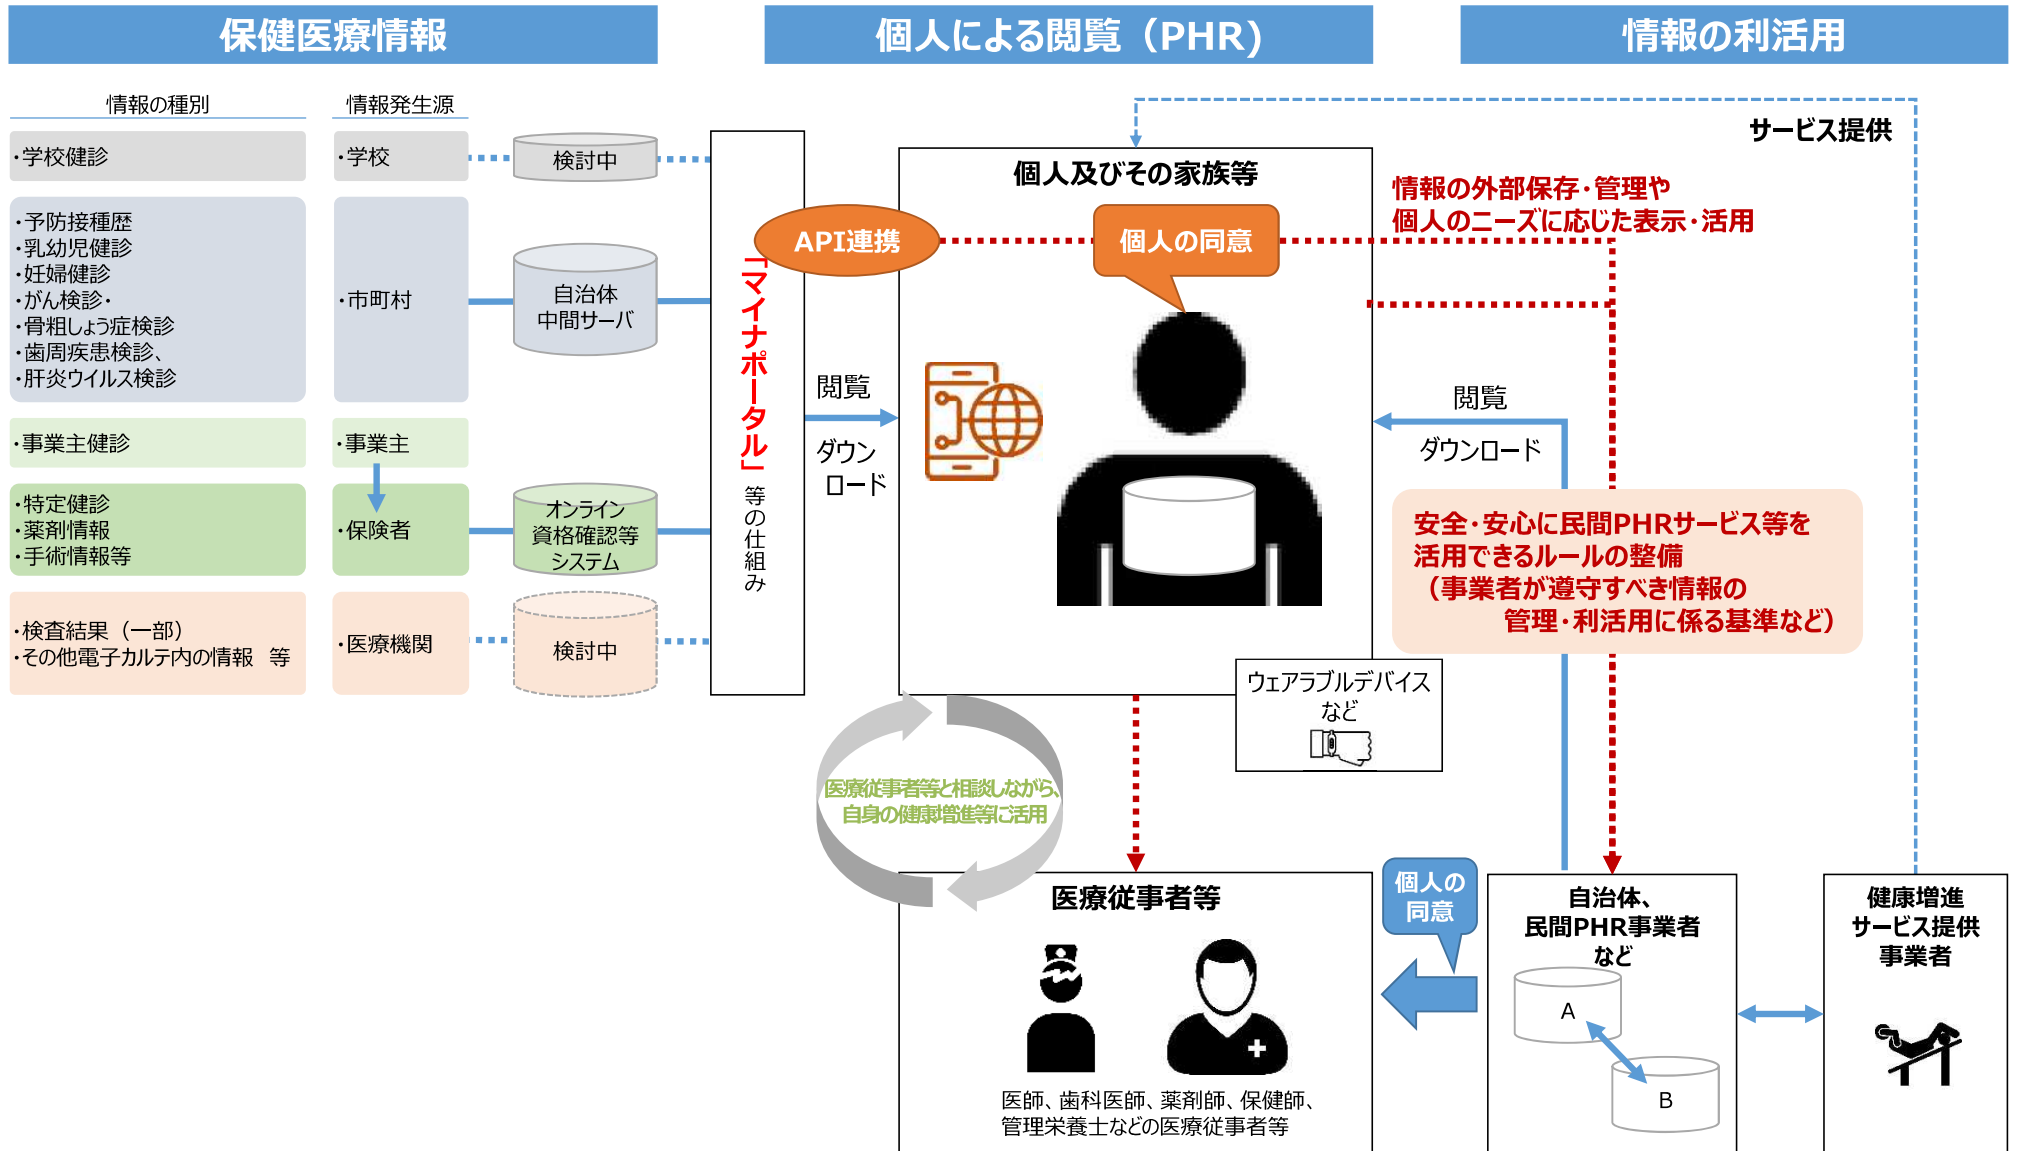 保健医療情報
個人による閲覧（PHR)
情報の利活用
情報の種別
情報発生源
・学校健診
・学校
検討中
・予防接種歴
・乳幼児健診
・妊婦健診
・がん検診・
・骨粗しょう症検診
・歯周疾患検診、
・肝炎ウイルス検診
・市町村
自治体
中間サーバ
・事業主健診
・事業主
・特定健診
・薬剤情報
・手術情報等
・保険者
オンライン
資格確認等
システム
・検査結果（一部）
・その他電子カルテ内の情報　等
・医療機関
検討中
「マイナポータル」等の仕組み
API連携
閲覧
ダウン
ロード
個人及びその家族等
個人の同意
サービス提供
情報の外部保存・管理や
個人のニーズに応じた表示・活用
閲覧
ダウンロード
安全・安心に民間PHRサービス等を
活用できるルールの整備
（事業者が遵守すべき情報の
管理・利活用に係る基準など）
ウェアラブルデバイス
など
医療従事者等と相談しながら、
自身の健康増進等に活用
医療従事者等
医師、歯科医師、薬剤師、保健師、
管理栄養士などの医療従事者等
個人の
同意
自治体、
民間PHR事業者
など
A
B
健康増進
サービス提供
事業者